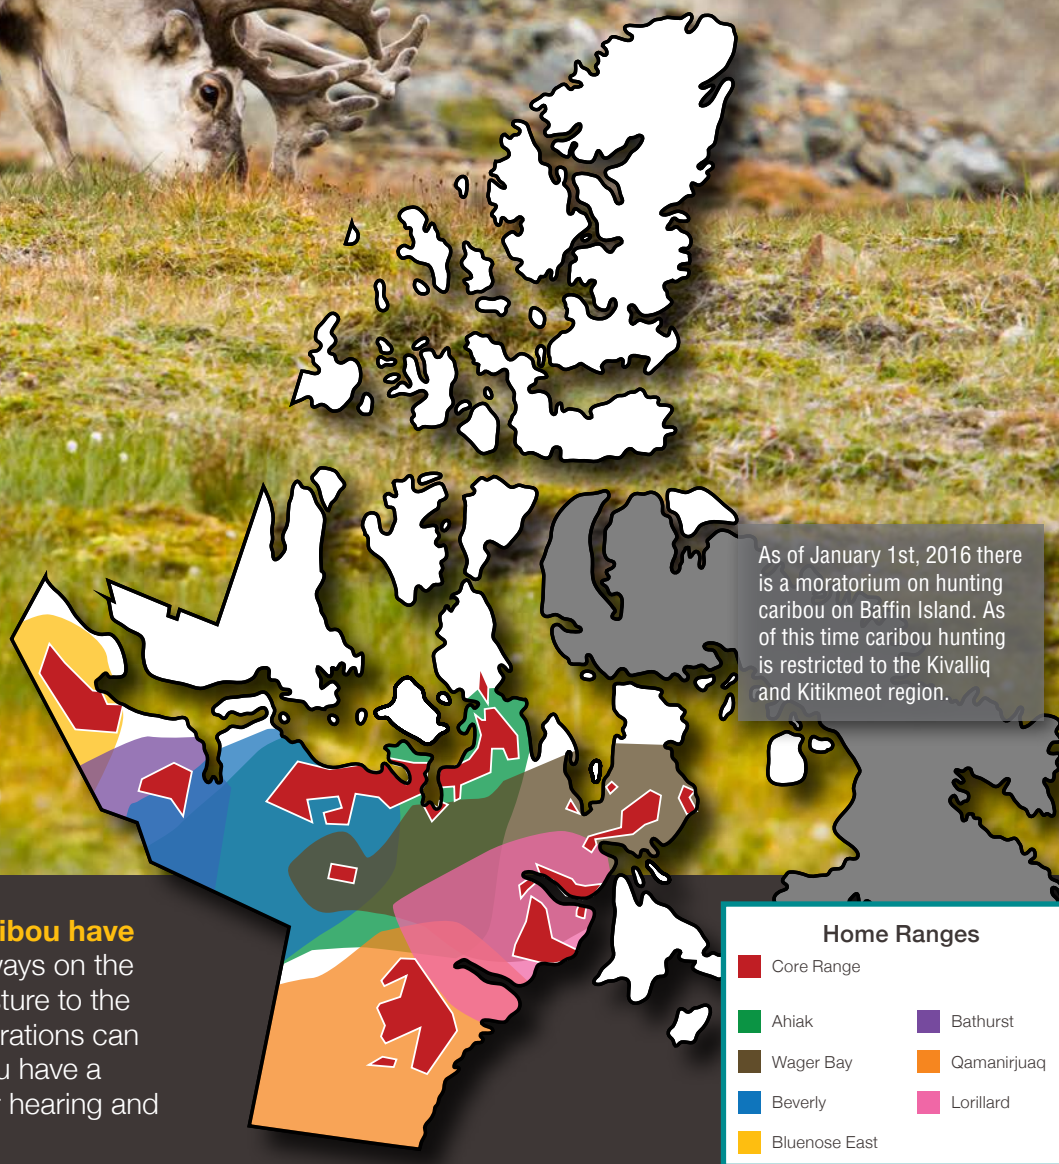 As of January 1st, 2016 there
is a moratorium on hunting
caribou on Baffin Island. As
of this time caribou hunting
is restricted to the Kivalliq
and Kitikmeot region.
ibou have
ays on the
ture to the
rations can
u have a
hearing and
Home Ranges
Core Range
Ahiak
Wager Bay
Beverly
Bluenose East
Bathurst
Qamanirjuaq
Lorillard